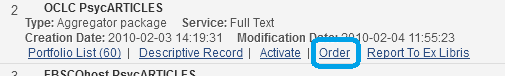 2 OCLC PsycARTICLES
Type: Aggregator package Service: Full Text
Creation Date: 2010-02-03 14:19:31 Modification Date: 2010-02-04 11:55:23
Portfolio List (60) | Descriptive Record | Activate | Order | Report To Ex Libris
3 EBSCOhost PsycARTICLES